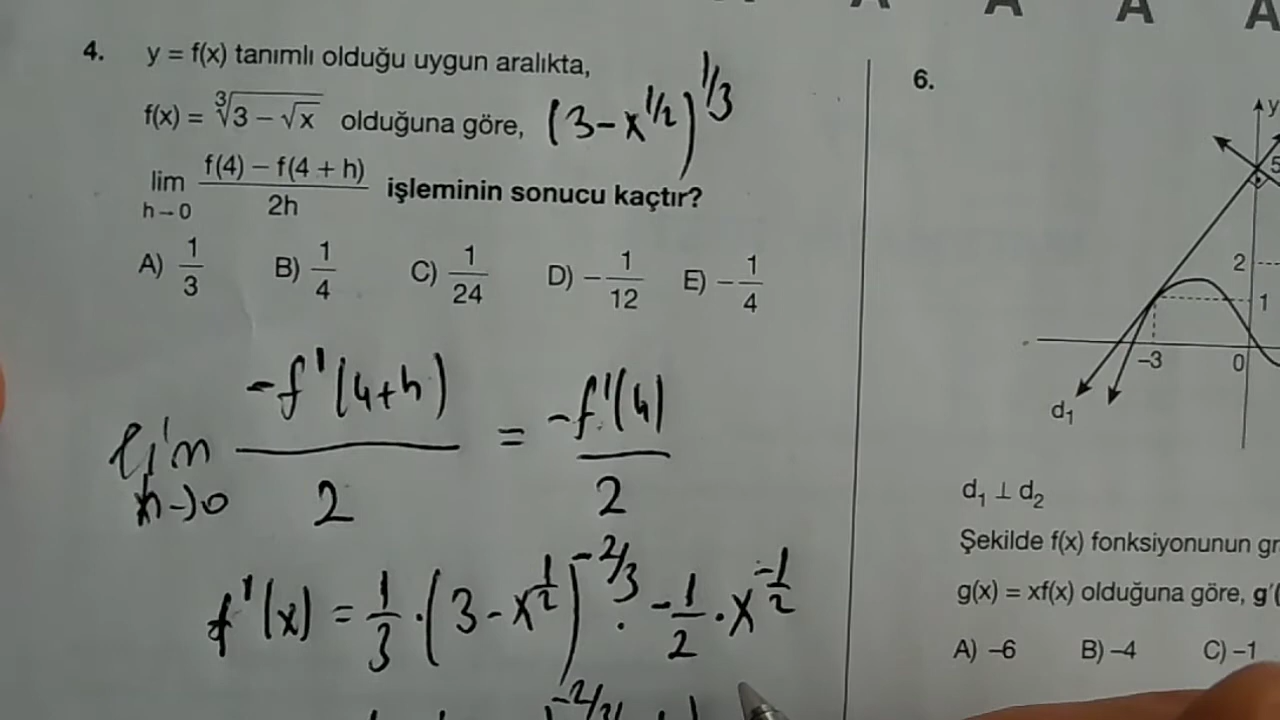 A A A A
4. y = f(x) tanımlı olduğu uygun aralıkta,
f(x) = ∛(3 − √x) olduğuna göre, (3-x^1/2)^1/3
lim h→0 (f(4) − f(4 + h))/2h işleminin sonucu kaçtır?
A) 1/3 B) 1/4 C) 1/24 D) −1/12 E) −1/4
lim h→0 -f'(4+h)/2 = -f'(4)/2
f'(x) = 1/3 · (3-x^1/2)^-2/3 · -1/2 · x^-1/2
6.
y
5
2
1
−3
0
d₁
d₁ ⊥ d₂
Şekilde f(x) fonksiyonunun gr
g(x) = xf(x) olduğuna göre, g'(
A) −6 B) −4 C) −1